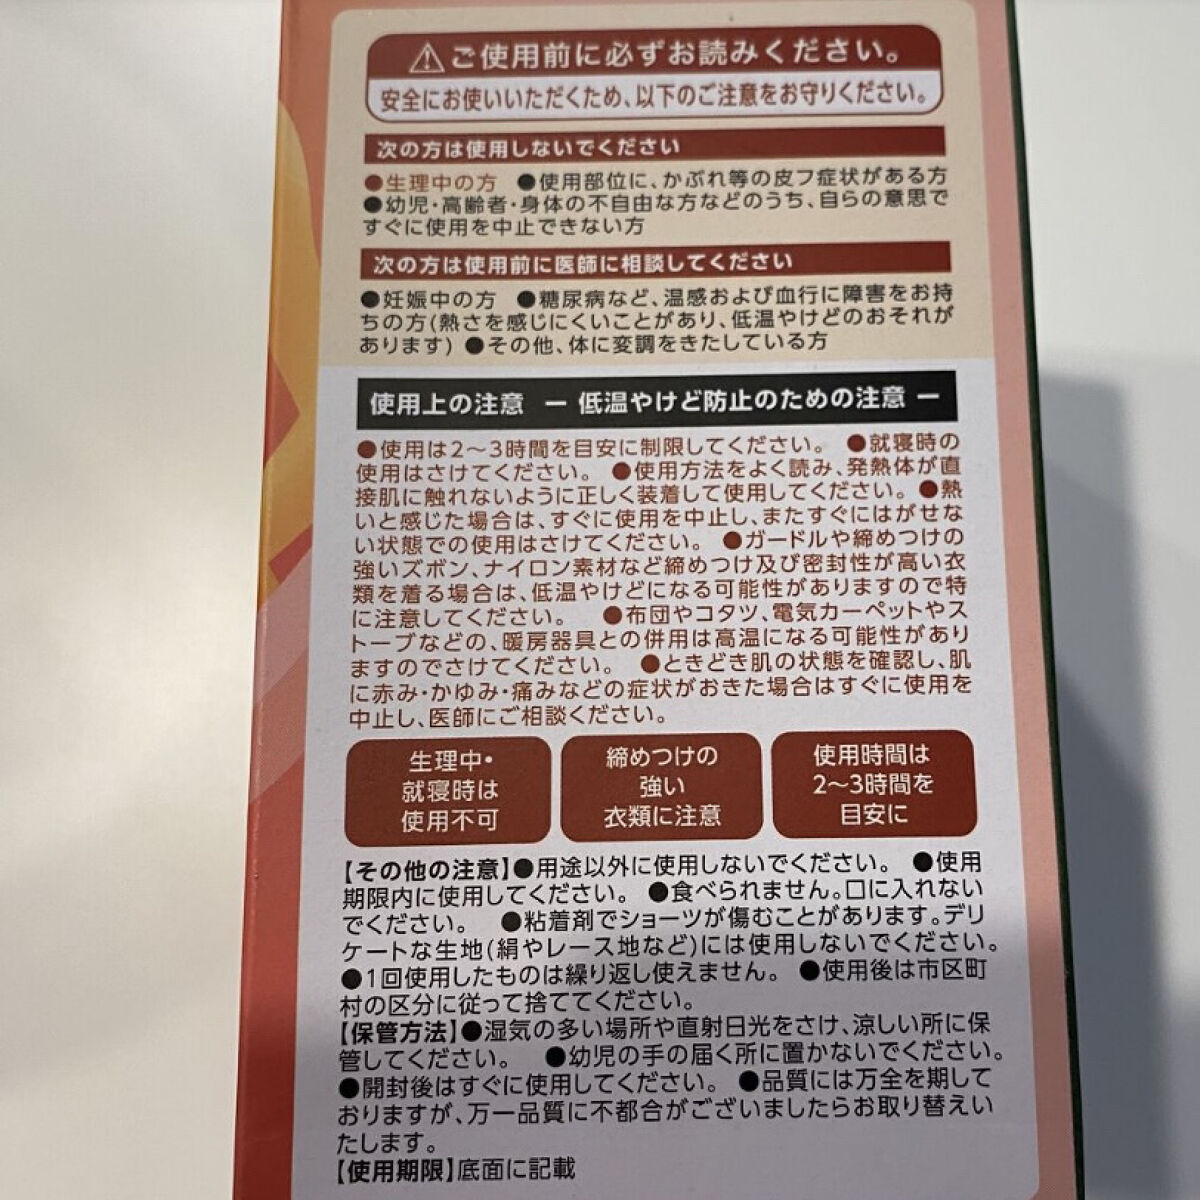 ⚠ご使用前に必ずお読みください。
安全にお使いいただくため、以下のご注意をお守りください。
次の方は使用しないでください
●生理中の方 ●使用部位に、かぶれ等の皮フ症状がある方
●幼児・高齢者・身体の不自由な方などのうち、自らの意思で
すぐに使用を中止できない方
次の方は使用前に医師に相談してください
●妊娠中の方 ●糖尿病など、温感および血行に障害をお持
ちの方(熱さを感じにくいことがあり、低温やけどのおそれが
あります) ●その他、体に変調をきたしている方
使用上の注意 ー 低温やけど防止のための注意 ー
●使用は2〜3時間を目安に制限してください。 ●就寝時の
使用はさけてください。 ●使用方法をよく読み、発熱体が直
接肌に触れないように正しく装着して使用してください。●熱
いと感じた場合は、すぐに使用を中止し、またすぐにはがせな
い状態での使用はさけてください。 ●ガードルや締めつけの
強いズボン、ナイロン素材など締めつけ及び密封性が高い衣
類を着る場合は、低温やけどになる可能性がありますので特
に注意してください。 ●布団やコタツ、電気カーペットやス
トーブなどの、暖房器具との併用は高温になる可能性があり
ますのでさけてください。 ●ときどき肌の状態を確認し、肌
に赤み・かゆみ・痛みなどの症状がおきた場合はすぐに使用を
中止し、医師にご相談ください。
生理中・
就寝時は
使用不可
締めつけの
強い
衣類に注意
使用時間は
2〜3時間を
目安に
【その他の注意】●用途以外に使用しないでください。 ●使用
期限内に使用してください。 ●食べられません。口に入れない
でください。 ●粘着剤でショーツが傷むことがあります。デリ
ケートな生地(絹やレース地など)には使用しないでください。
●1回使用したものは繰り返し使えません。 ●使用後は市区町
村の区分に従って捨ててください。
【保管方法】●湿気の多い場所や直射日光をさけ、涼しい所に保
管してください。 ●幼児の手の届く所に置かないでください。
●開封後はすぐに使用してください。 ●品質には万全を期して
おりますが、万一品質に不都合がございましたらお取り替えい
たします。
【使用期限】底面に記載